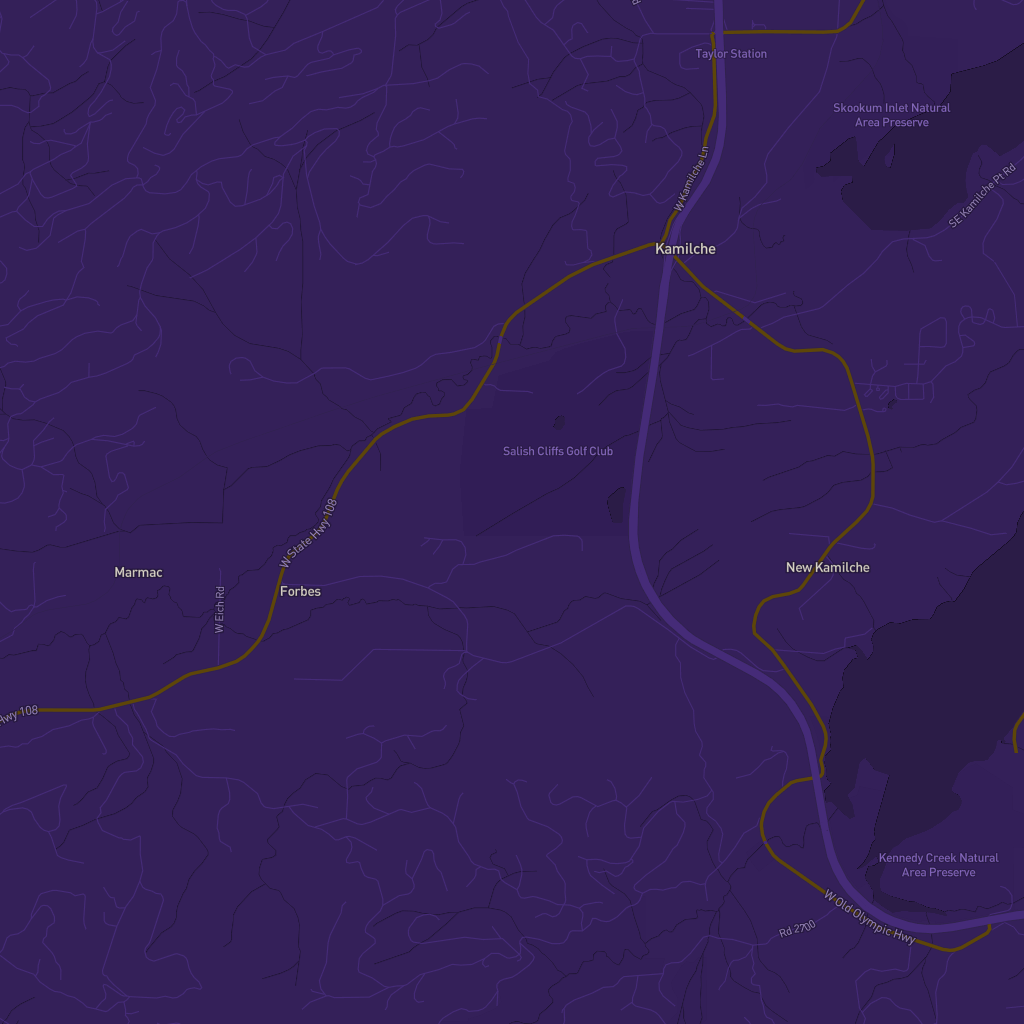 Taylor Station
Skookum Inlet Natural
Area Preserve
W Kamilche Ln
SE Kamilche Pt Rd
Kamilche
Salish Cliffs Golf Club
W State Hwy 108
Marmac
New Kamilche
Forbes
W Eich Rd
Hwy 108
Kennedy Creek Natural
Area Preserve
W Old Olympic Hwy
Rd 2700